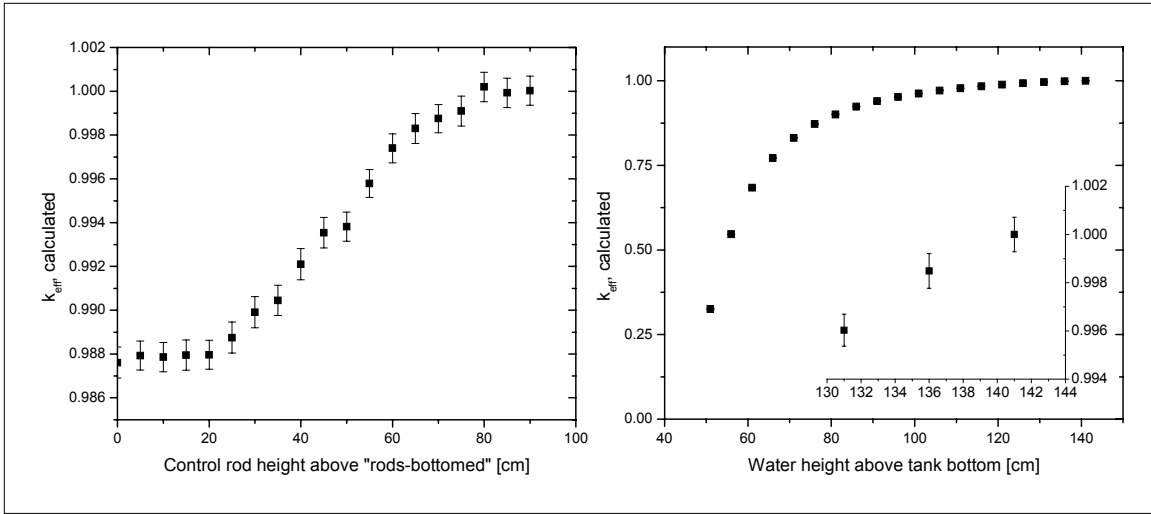 1.002
1.000
0.998
0.996
0.994
0.992
0.990
0.988
0.986
0 20 40 60 80 100
keff, calculated
Control rod height above "rods-bottomed" [cm]
1.00
0.75
0.50
0.25
0.00
40 60 80 100 120 140
keff, calculated
Water height above tank bottom [cm]
1.002
1.000
0.998
0.996
0.994
130 132 134 136 138 140 142 144